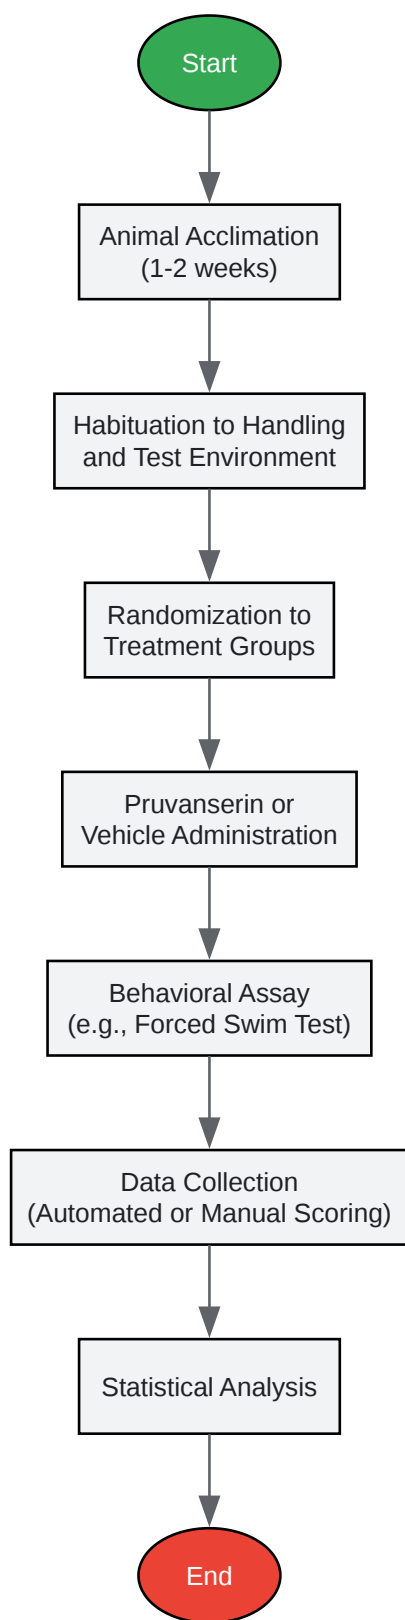 Start
Animal Acclimation
(1-2 weeks)
Habituation to Handling
and Test Environment
Randomization to
Treatment Groups
Pruvanserin or
Vehicle Administration
Behavioral Assay
(e.g., Forced Swim Test)
Data Collection
(Automated or Manual Scoring)
Statistical Analysis
End